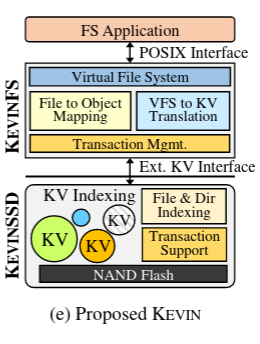 FS Application
POSIX Interface
KEVINFS
Virtual File System
File to Object
Mapping
VFS to KV
Translation
Transaction Mgmt.
Ext. KV Interface
KEVINSSD
KV Indexing
KV
KV
KV
File & Dir
Indexing
Transaction
Support
NAND Flash
(e) Proposed KEVIN